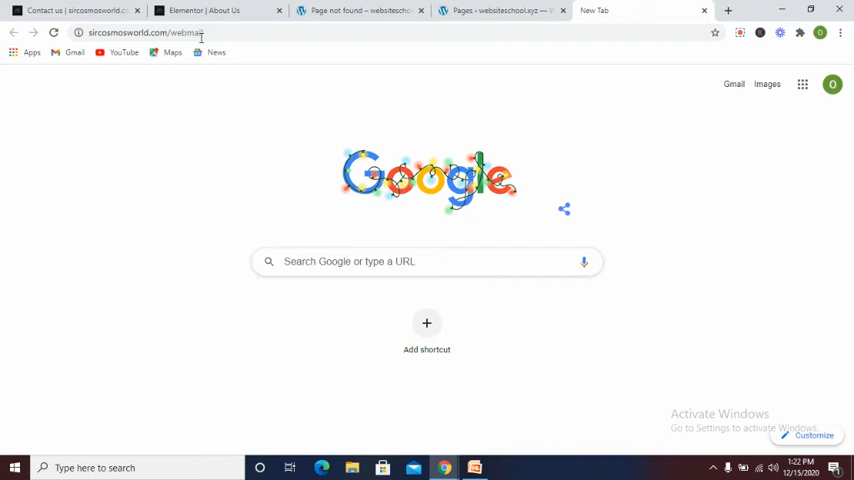 Contact us | sircosmosworld.c
Elementor | About Us
Page not found – websiteschoo
Pages ‹ websiteschool.xyz — W
New Tab
sircosmosworld.com/webmai
Apps
Gmail
YouTube
Maps
News
Gmail
Images
O
Google
Search Google or type a URL
Add shortcut
Activate Windows
Go to Settings to activate Windows.
Customize
Type here to search
1:22 PM
12/15/2020